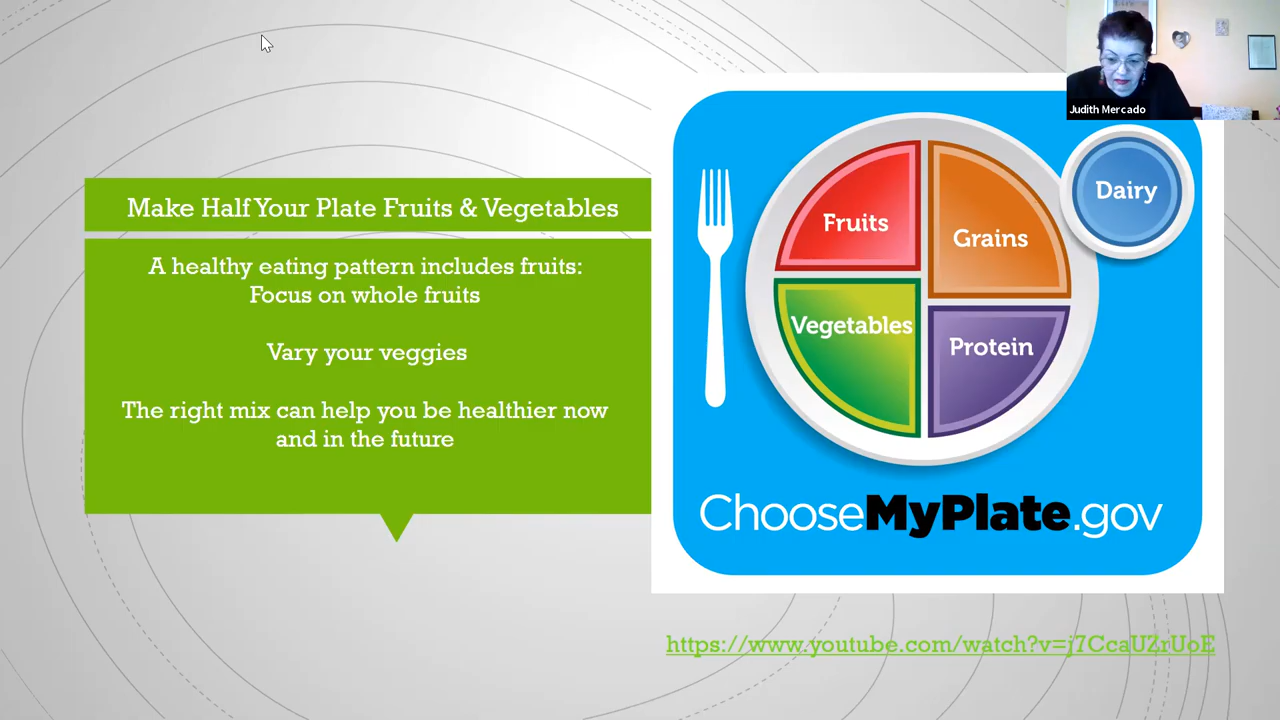 Judith Mercado
Make Half Your Plate Fruits & Vegetables
A healthy eating pattern includes fruits:
Focus on whole fruits
Vary your veggies
The right mix can help you be healthier now
and in the future
Fruits
Grains
Dairy
Vegetables
Protein
ChooseMyPlate.gov
https://www.youtube.com/watch?v=j7CcaUZrUoE